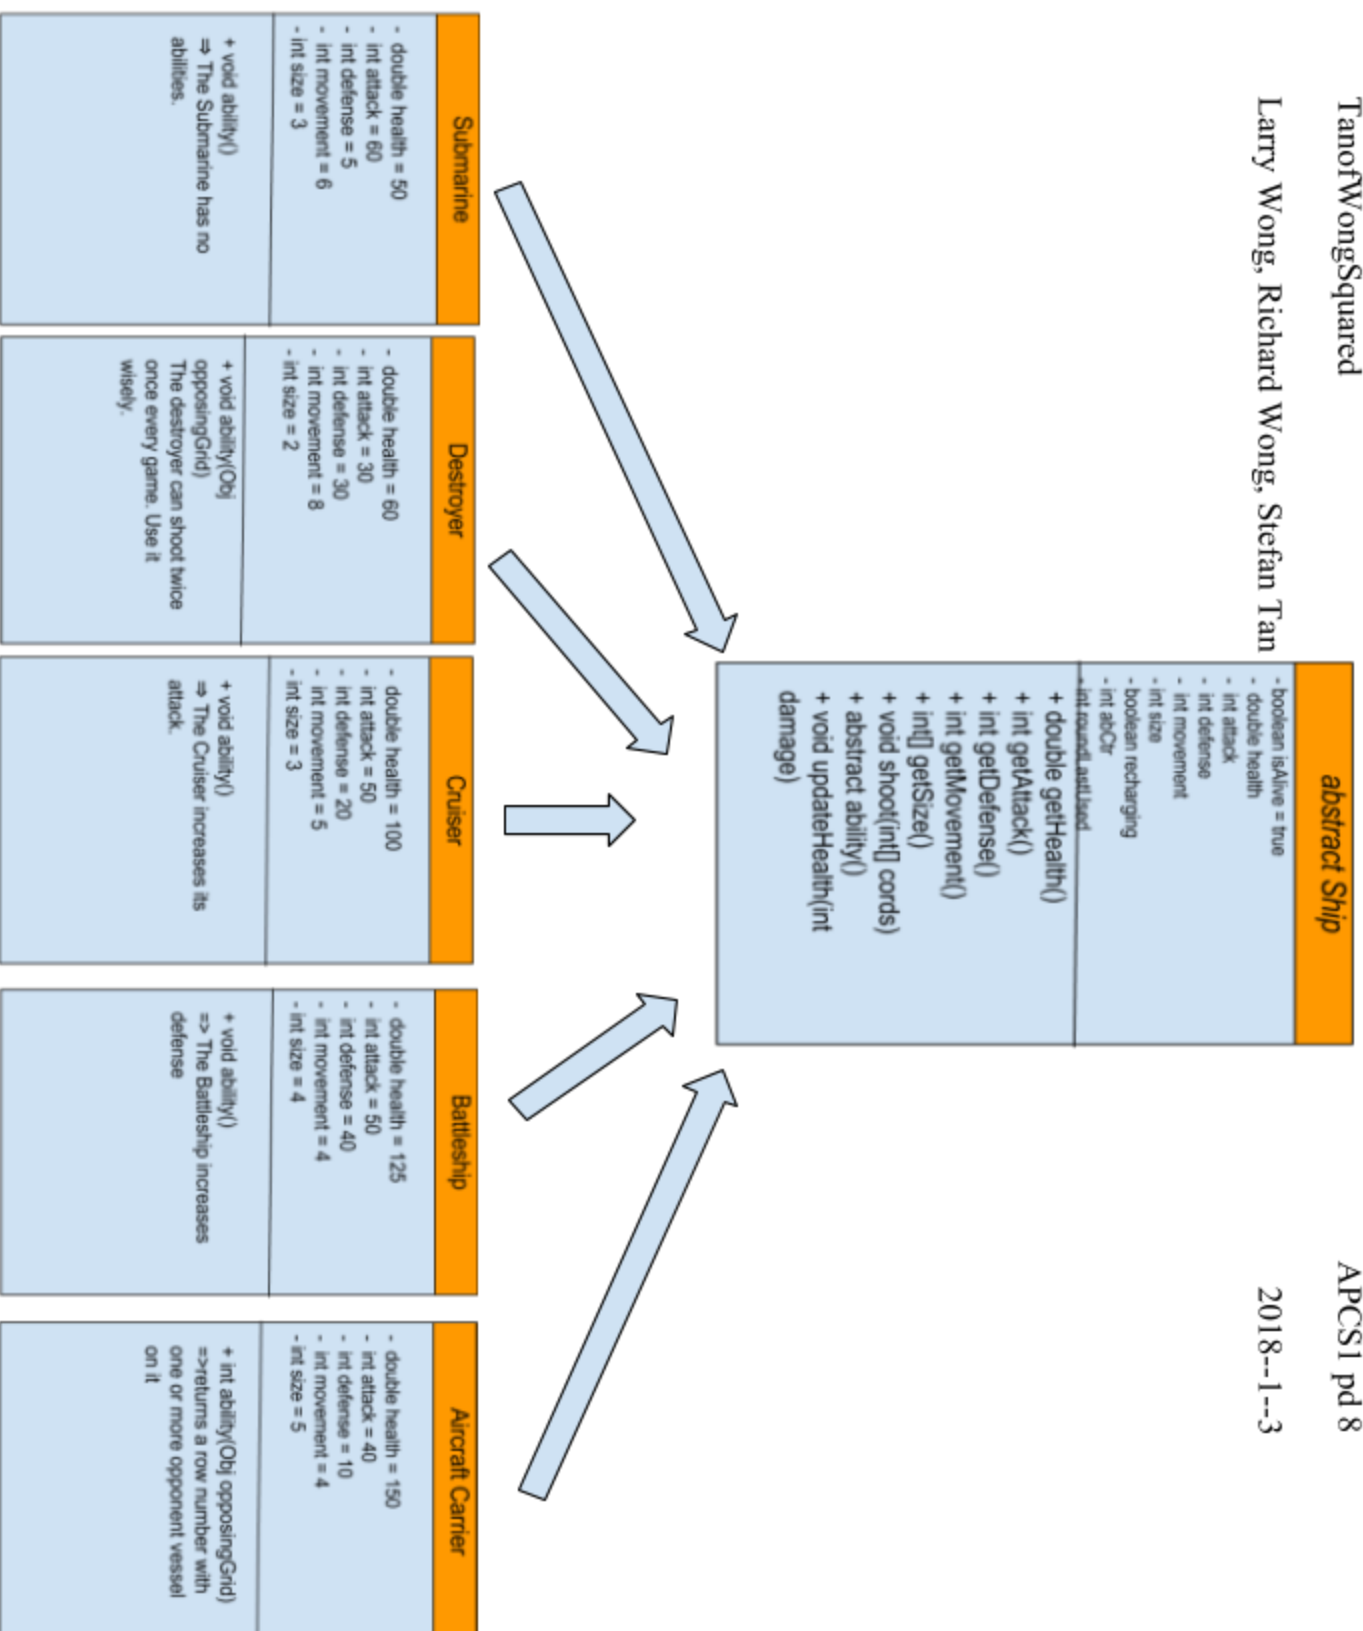 TanofWongSquared APCS1 pd 8
Larry Wong, Richard Wong, Stefan Tan 2018--1--3
abstract Ship
- boolean isAlive = true
- double health
- int attack
- int defense
- int movement
- int size
- boolean recharging
- int abCtr
- int roundLastUsed
+ double getHealth()
+ int getAttack()
+ int getDefense()
+ int getMovement()
+ int[] getSize()
+ void shoot(int[] cords)
+ abstract ability()
+ void updateHealth(int
damage)
Submarine
- double health = 50
- int attack = 60
- int defense = 5
- int movement = 6
- int size = 3
+ void ability()
⇒ The Submarine has no
abilities.
Destroyer
- double health = 60
- int attack = 30
- int defense = 30
- int movement = 8
- int size = 2
+ void ability(Obj
opposingGrid)
The destroyer can shoot twice
once every game. Use it
wisely.
Cruiser
- double health = 100
- int attack = 50
- int defense = 20
- int movement = 5
- int size = 3
+ void ability()
⇒ The Cruiser increases its
attack.
Battleship
- double health = 125
- int attack = 50
- int defense = 40
- int movement = 4
- int size = 4
+ void ability()
=> The Battleship increases
defense
Aircraft Carrier
- double health = 150
- int attack = 40
- int defense = 10
- int movement = 4
- int size = 5
+ int ability(Obj opposingGrid)
=>returns a row number with
one or more opponent vessel
on it